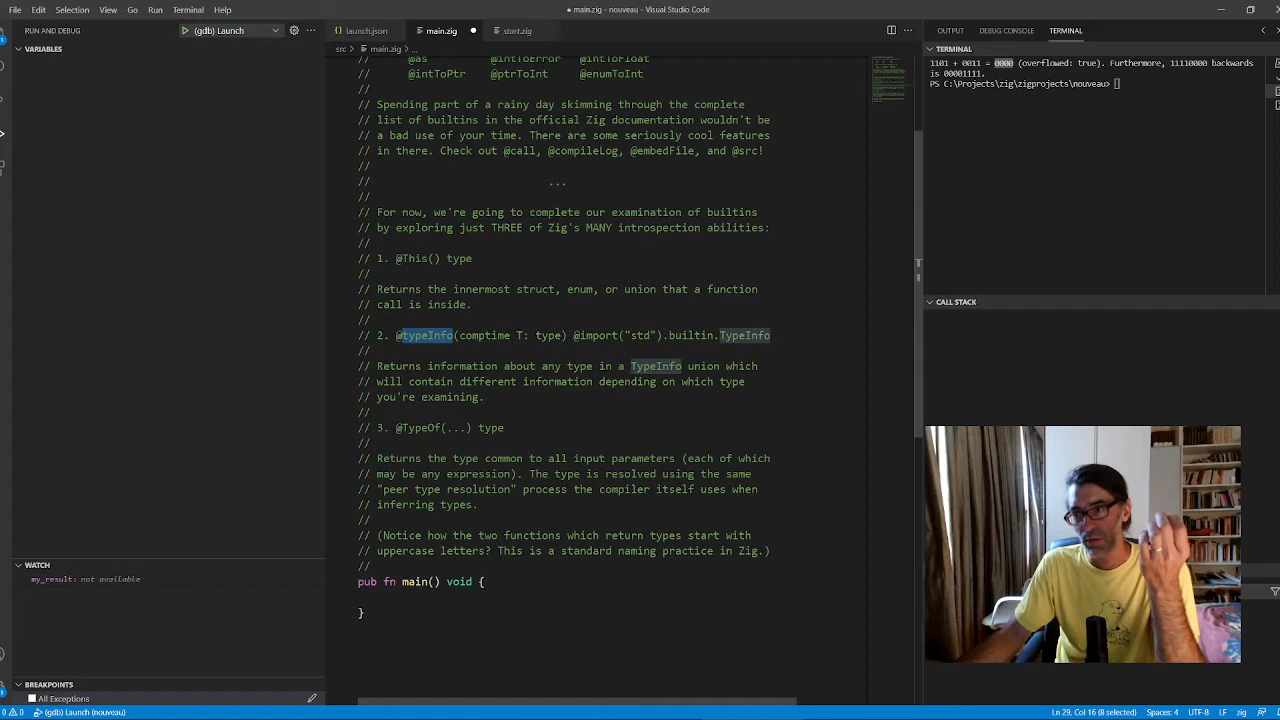 File Edit Selection View Go Run Terminal Help
● main.zig - nouveau - Visual Studio Code
RUN AND DEBUG
(gdb) Launch
launch.json
main.zig
start.zig
OUTPUT DEBUG CONSOLE TERMINAL
VARIABLES
src > main.zig > ...
TERMINAL
// @as @intToError @intToFloat
// @intToPtr @ptrToInt @enumToInt
//
// Spending part of a rainy day skimming through the complete
// list of builtins in the official Zig documentation wouldn't be
// a bad use of your time. There are some seriously cool features
// in there. Check out @call, @compileLog, @embedFile, and @src!
//
// ...
//
// For now, we're going to complete our examination of builtins
// by exploring just THREE of Zig's MANY introspection abilities:
//
// 1. @This() type
//
// Returns the innermost struct, enum, or union that a function
// call is inside.
//
// 2. @typeInfo(comptime T: type) @import("std").builtin.TypeInfo
//
// Returns information about any type in a TypeInfo union which
// will contain different information depending on which type
// you're examining.
//
// 3. @TypeOf(...) type
//
// Returns the type common to all input parameters (each of which
// may be any expression). The type is resolved using the same
// "peer type resolution" process the compiler itself uses when
// inferring types.
//
// (Notice how the two functions which return types start with
// uppercase letters? This is a standard naming practice in Zig.)
//
pub fn main() void {
}
1101 + 0011 = 0000 (overflowed: true). Furthermore, 11110000 backwards
is 00001111.
PS C:\Projects\zig\zigprojects\nouveau>
CALL STACK
WATCH
my_result: not available
BREAKPOINTS
All Exceptions
0 0 (gdb) Launch (nouveau)
Ln 29, Col 16 (8 selected) Spaces: 4 UTF-8 LF zig